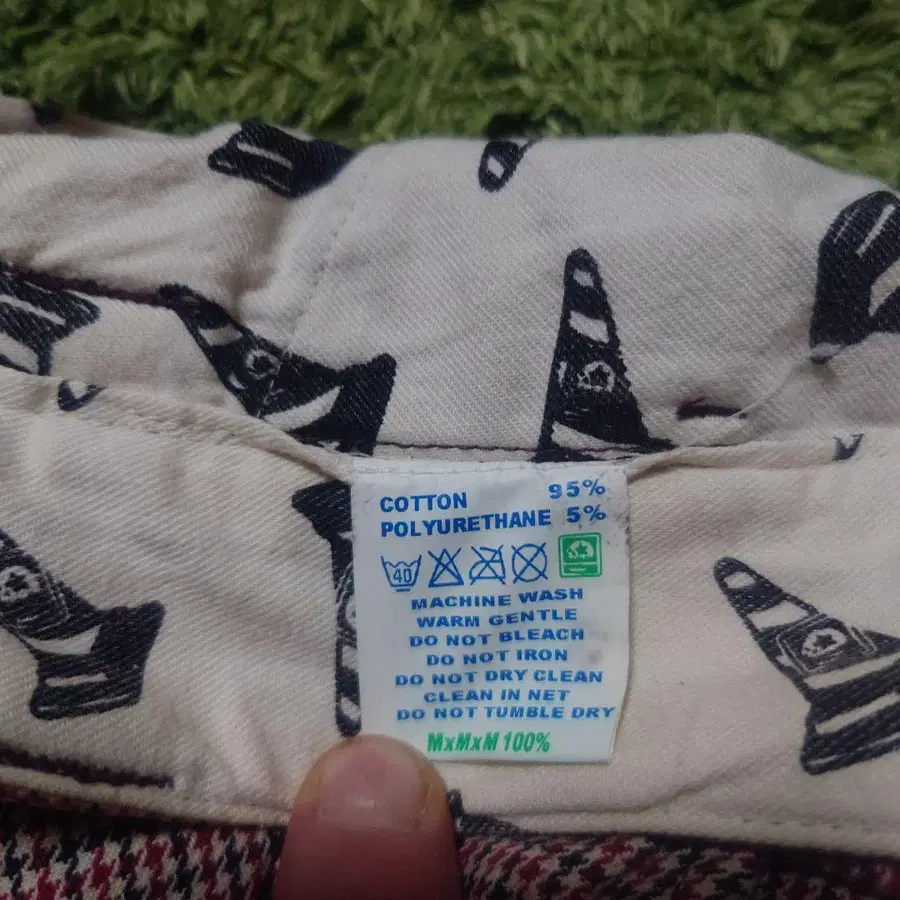 COTTON 95%
POLYURETHANE 5%
40
MACHINE WASH
WARM GENTLE
DO NOT BLEACH
DO NOT IRON
DO NOT DRY CLEAN
CLEAN IN NET
DO NOT TUMBLE DRY
MxMxM 100%